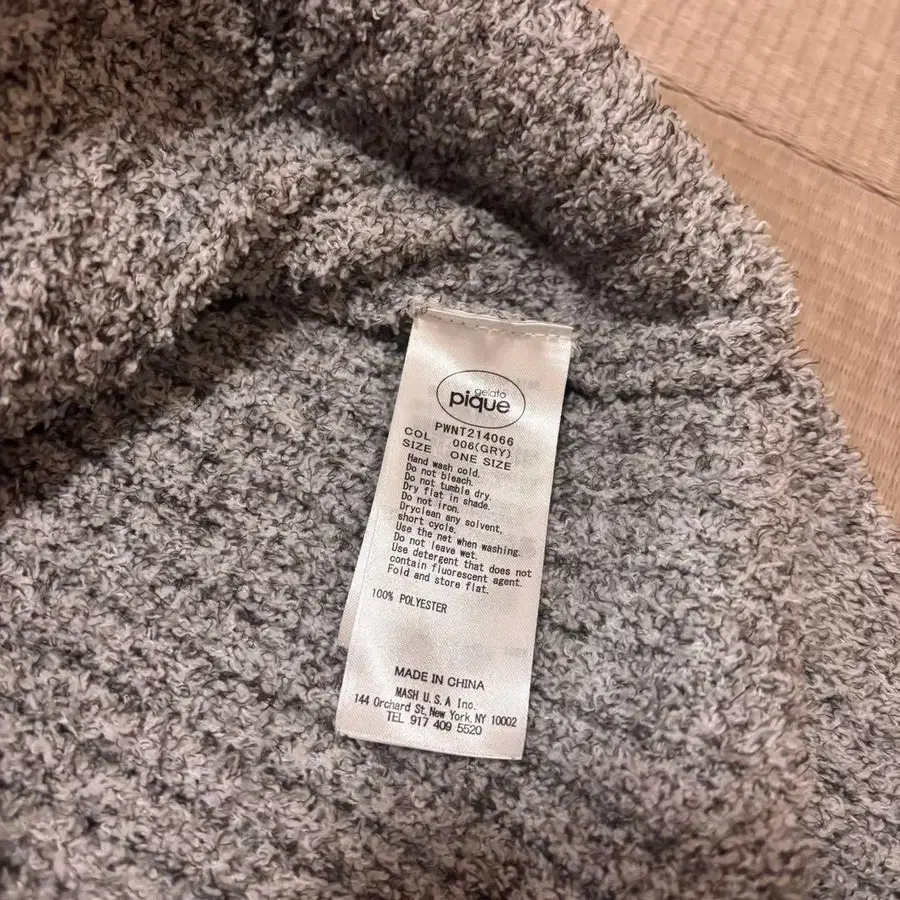 gelato
pique
PWNT214066
COL 006(GRY)
SIZE ONE SIZE
Hand wash cold.
Do not bleach.
Do not tumble dry.
Dry flat in shade.
Do not iron.
Dryclean any solvent,
short cycle.
Use the net when washing.
Do not leave wet.
Use detergent that does not
contain fluorescent agent.
Fold and store flat.
100% POLYESTER
MADE IN CHINA
MASH U.S.A Inc.
144 Orchard St, New York, NY 10002
TEL 917 409 5520